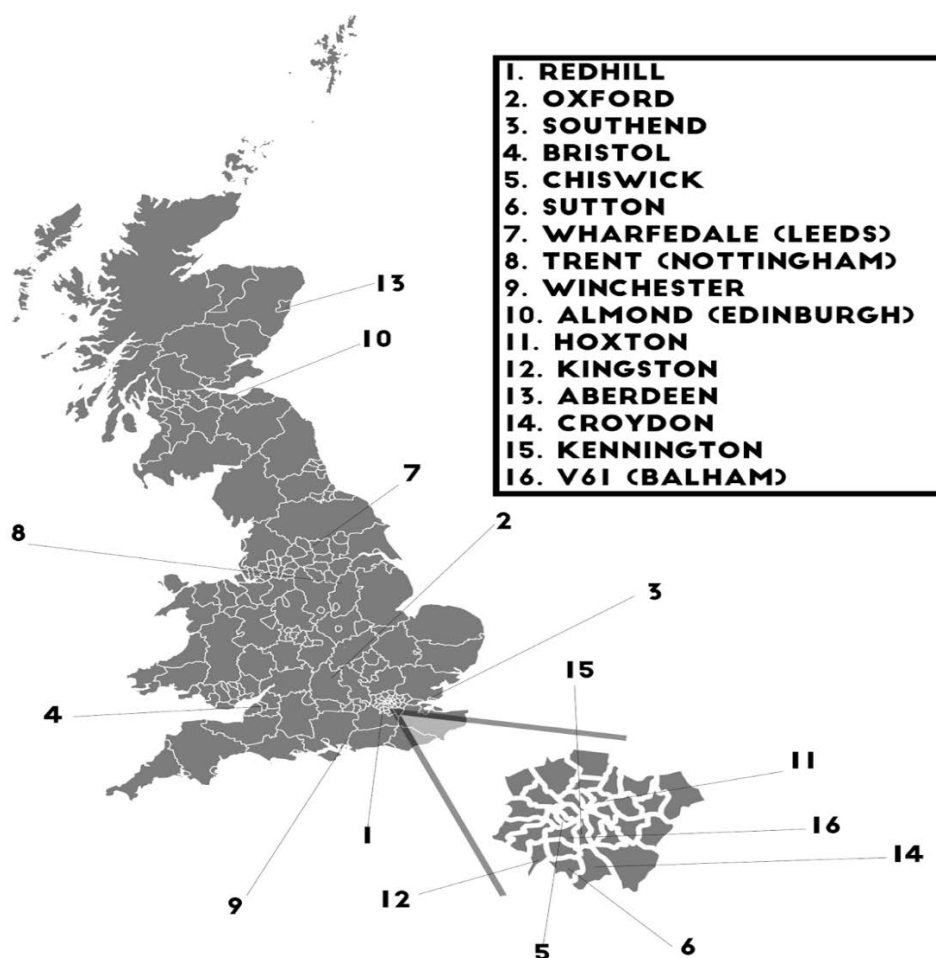 1. REDHILL
2. OXFORD
3. SOUTHEND
4. BRISTOL
5. CHISWICK
6. SUTTON
7. WHARFEDALE (LEEDS)
8. TRENT (NOTTINGHAM)
9. WINCHESTER
10. ALMOND (EDINBURGH)
11. HOXTON
12. KINGSTON
13. ABERDEEN
14. CROYDON
15. KENNINGTON
16. V61 (BALHAM)
13
10
7
2
8
3
15
4
11
1
16
14
12
9
5
6